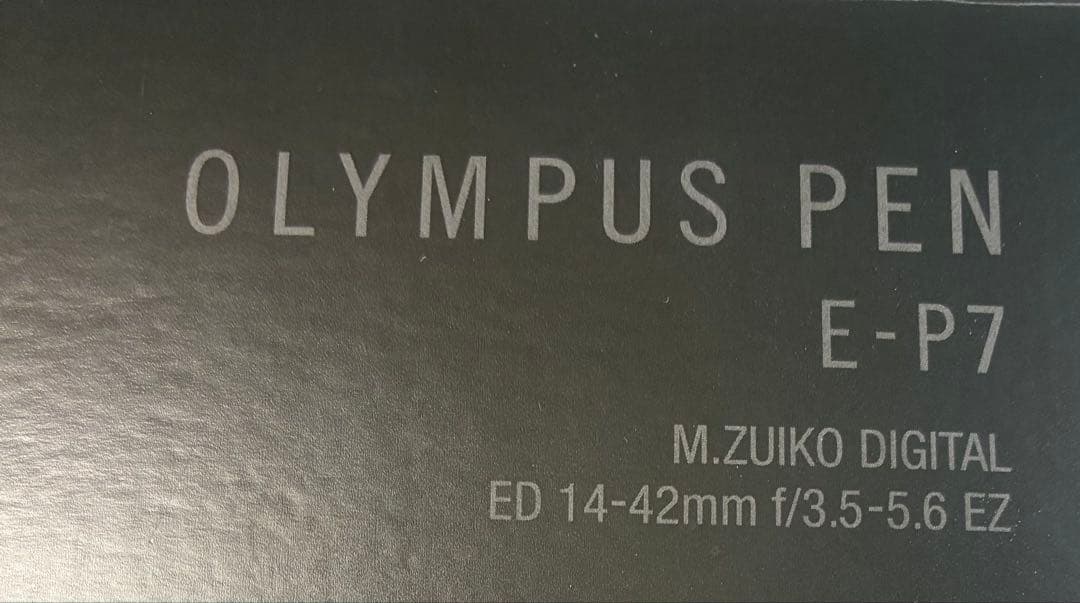 OLYMPUS PEN
E-P7
M.ZUIKO DIGITAL
ED 14-42mm f/3.5-5.6 EZ